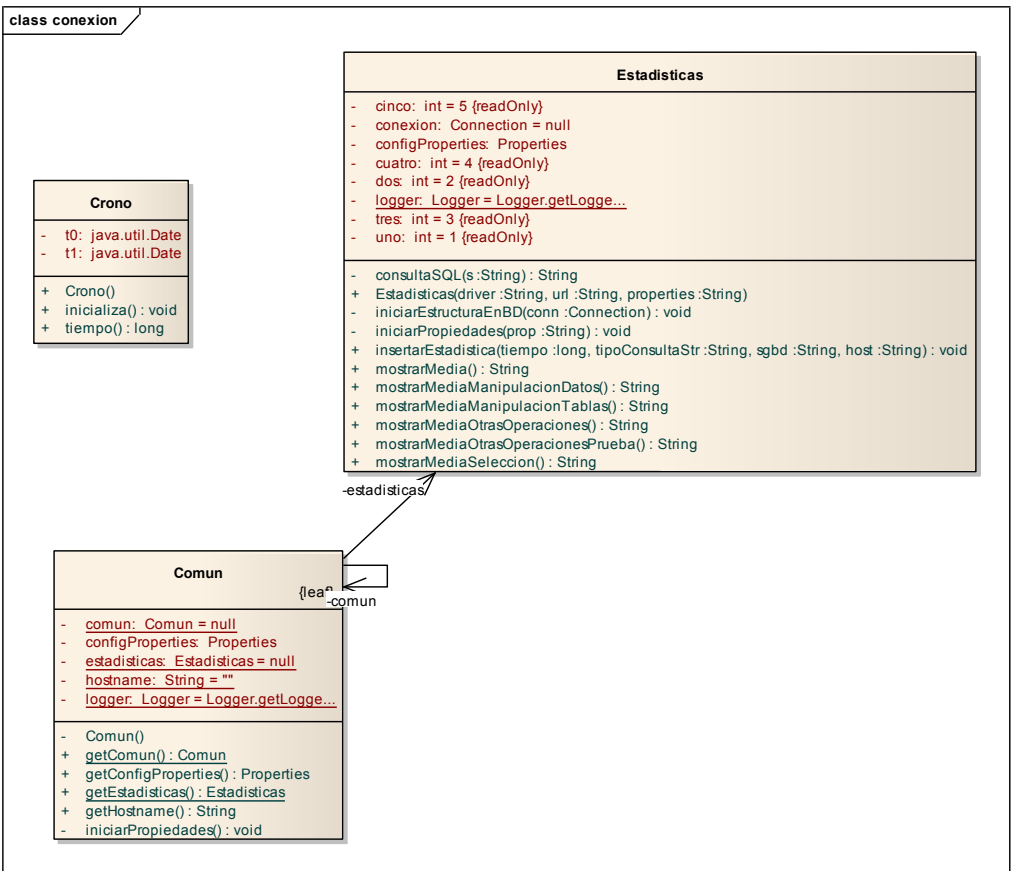 class conexion
Estadisticas
- cinco: int = 5 {readOnly}
- conexion: Connection = null
- configProperties: Properties
- cuatro: int = 4 {readOnly}
- dos: int = 2 {readOnly}
- logger: Logger = Logger.getLogge...
- tres: int = 3 {readOnly}
- uno: int = 1 {readOnly}
- consultaSQL(s :String) : String
+ Estadisticas(driver :String, url :String, properties :String)
- iniciarEstructuraEnBD(conn :Connection) : void
- iniciarPropiedades(prop :String) : void
+ insertarEstadistica(tiempo :long, tipoConsultaStr :String, sgbd :String, host :String) : void
+ mostrarMedia() : String
+ mostrarMediaManipulacionDatos() : String
+ mostrarMediaManipulacionTablas() : String
+ mostrarMediaOtrasOperaciones() : String
+ mostrarMediaOtrasOperacionesPrueba() : String
+ mostrarMediaSeleccion() : String
Crono
- t0: java.util.Date
- t1: java.util.Date
+ Crono()
+ inicializa() : void
+ tiempo() : long
-estadisticas
Comun
{leaf}
-comun
- comun: Comun = null
- configProperties: Properties
- estadisticas: Estadisticas = null
- hostname: String = ""
- logger: Logger = Logger.getLogge...
- Comun()
+ getComun() : Comun
+ getConfigProperties() : Properties
+ getEstadisticas() : Estadisticas
+ getHostname() : String
- iniciarPropiedades() : void